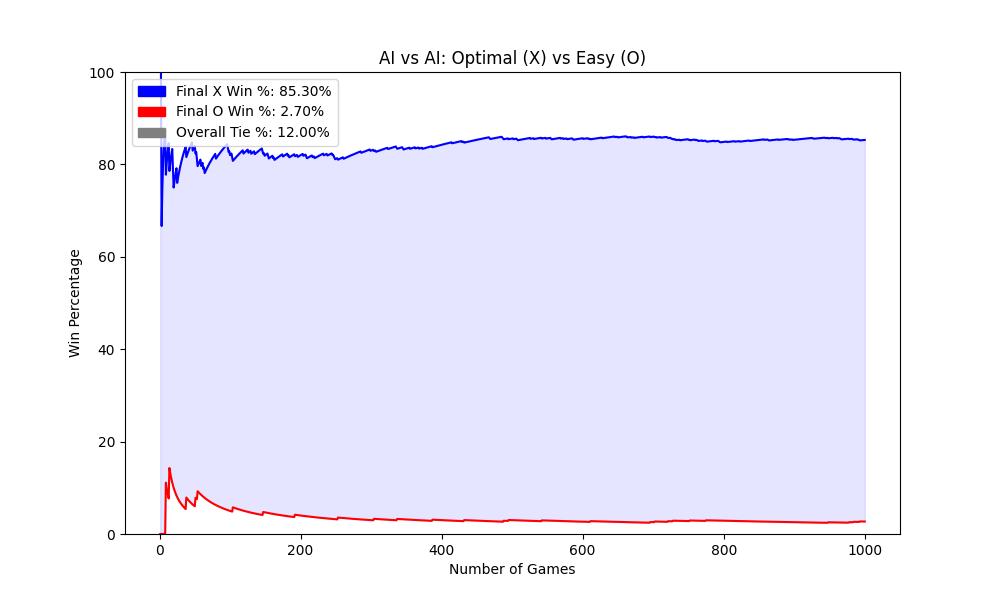 AI vs AI: Optimal (X) vs Easy (O)
Final X Win %: 85.30%
Final O Win %: 2.70%
Overall Tie %: 12.00%
100
80
60
40
20
0
Win Percentage
0 200 400 600 800 1000
Number of Games